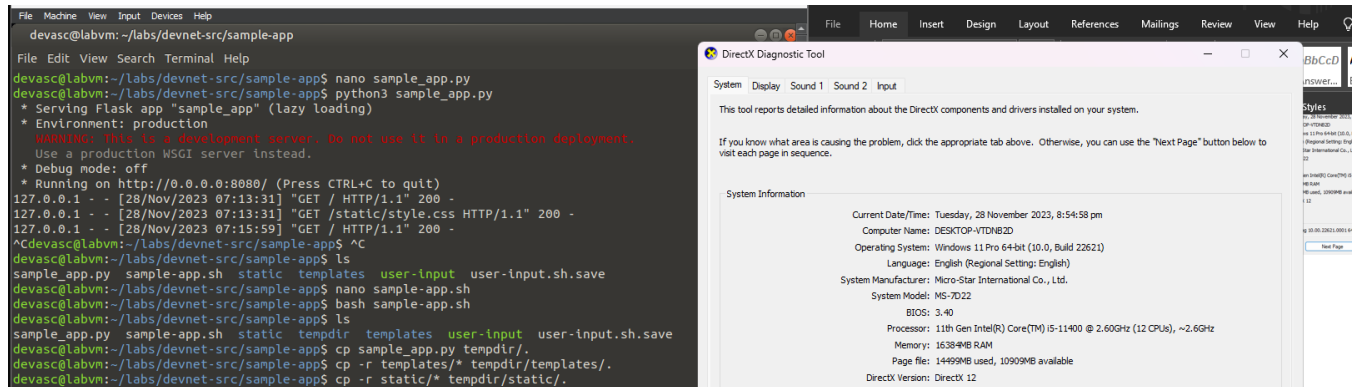 File Machine View Input Devices Help
devasc@labvm: ~/labs/devnet-src/sample-app
File Edit View Search Terminal Help
devasc@labvm:~/labs/devnet-src/sample-app$ nano sample_app.py
devasc@labvm:~/labs/devnet-src/sample-app$ python3 sample_app.py
* Serving Flask app "sample_app" (lazy loading)
* Environment: production
WARNING: This is a development server. Do not use it in a production deployment.
Use a production WSGI server instead.
* Debug mode: off
* Running on http://0.0.0.0:8080/ (Press CTRL+C to quit)
127.0.0.1 - - [28/Nov/2023 07:13:31] "GET / HTTP/1.1" 200 -
127.0.0.1 - - [28/Nov/2023 07:13:31] "GET /static/style.css HTTP/1.1" 200 -
127.0.0.1 - - [28/Nov/2023 07:15:59] "GET / HTTP/1.1" 200 -
^Cdevasc@labvm:~/labs/devnet-src/sample-app$ ^C
devasc@labvm:~/labs/devnet-src/sample-app$ ls
sample_app.py sample-app.sh static templates user-input user-input.sh.save
devasc@labvm:~/labs/devnet-src/sample-app$ nano sample-app.sh
devasc@labvm:~/labs/devnet-src/sample-app$ bash sample-app.sh
devasc@labvm:~/labs/devnet-src/sample-app$ ls
sample_app.py sample-app.sh static tempdir templates user-input user-input.sh.save
devasc@labvm:~/labs/devnet-src/sample-app$ cp sample_app.py tempdir/.
devasc@labvm:~/labs/devnet-src/sample-app$ cp -r templates/* tempdir/templates/.
devasc@labvm:~/labs/devnet-src/sample-app$ cp -r static/* tempdir/static/.
File Home Insert Design Layout References Mailings Review View Help
DirectX Diagnostic Tool
System Display Sound 1 Sound 2 Input
This tool reports detailed information about the DirectX components and drivers installed on your system.
If you know what area is causing the problem, click the appropriate tab above. Otherwise, you can use the "Next Page" button below to
visit each page in sequence.
System Information
Current Date/Time: Tuesday, 28 November 2023, 8:54:58 pm
Computer Name: DESKTOP-VTDNB2D
Operating System: Windows 11 Pro 64-bit (10.0, Build 22621)
Language: English (Regional Setting: English)
System Manufacturer: Micro-Star International Co., Ltd.
System Model: MS-7D22
BIOS: 3.40
Processor: 11th Gen Intel(R) Core(TM) i5-11400 @ 2.60GHz (12 CPUs), ~2.6GHz
Memory: 16384MB RAM
Page file: 14499MB used, 10909MB available
DirectX Version: DirectX 12
Styles
Next Page